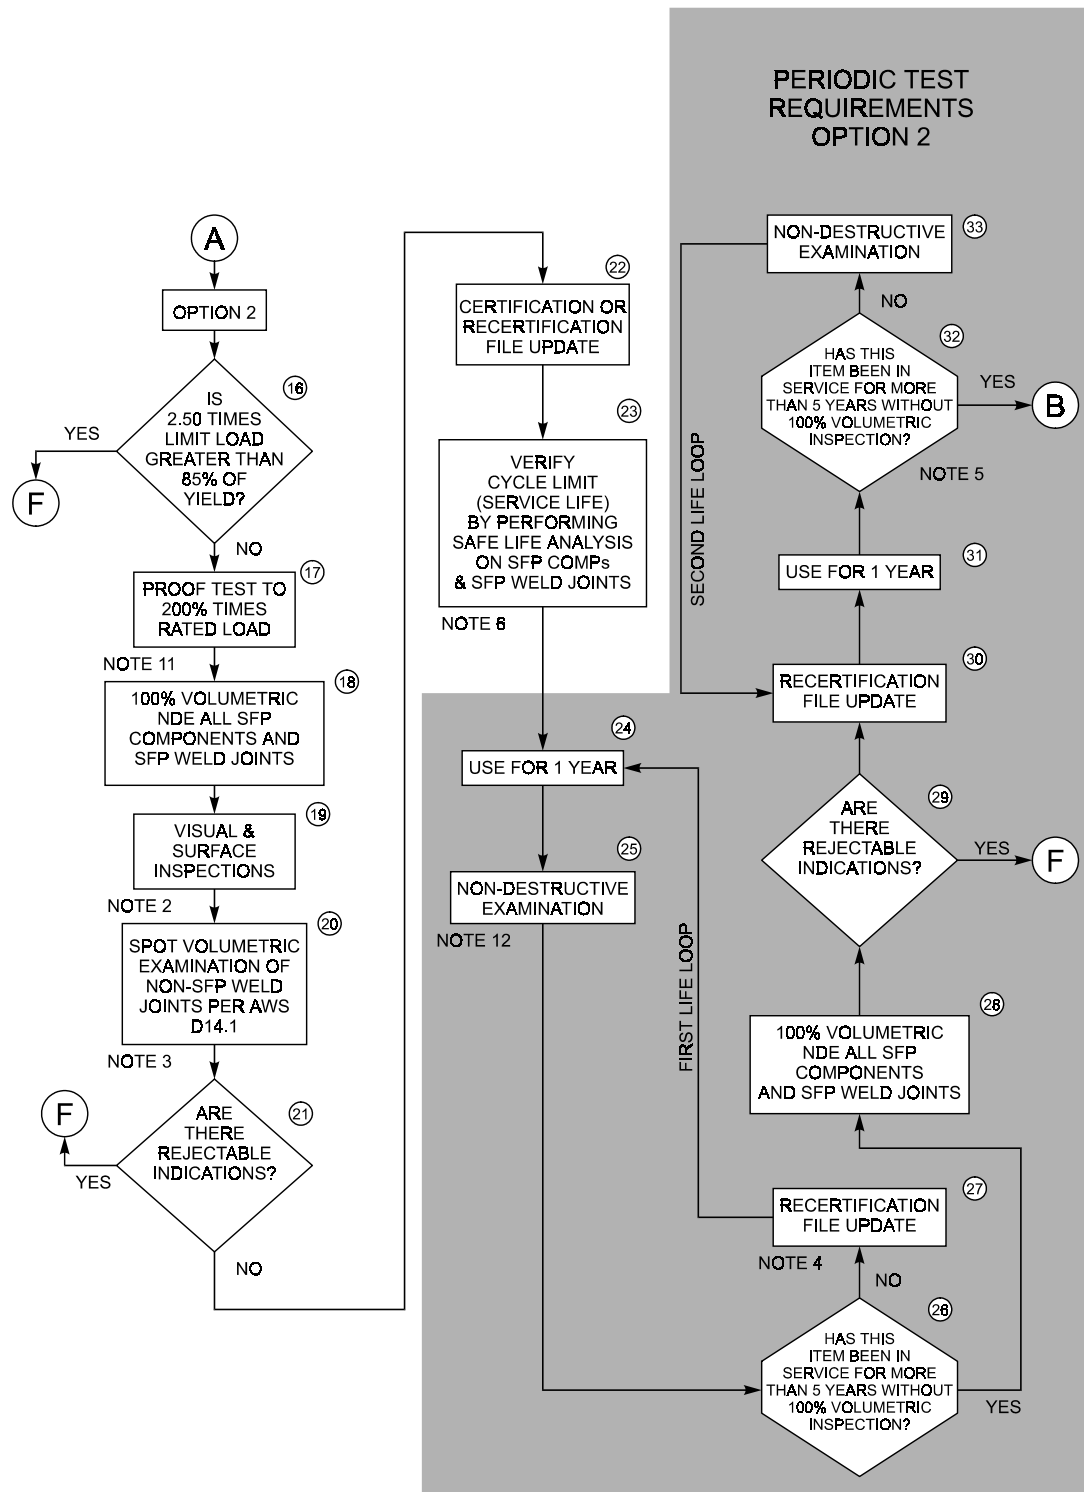 PERIODIC TEST
REQUIREMENTS
OPTION 2
A
OPTION 2
16
IS
2.50 TIMES
LIMIT LOAD
GREATER THAN
85% OF
YIELD?
YES
F
NO
17
PROOF TEST TO
200% TIMES
RATED LOAD
NOTE 11
18
100% VOLUMETRIC
NDE ALL SFP
COMPONENTS AND
SFP WELD JOINTS
19
VISUAL &
SURFACE
INSPECTIONS
NOTE 2
20
SPOT VOLUMETRIC
EXAMINATION OF
NON-SFP WELD
JOINTS PER AWS
D14.1
NOTE 3
21
ARE
THERE
REJECTABLE
INDICATIONS?
F
YES
NO
22
CERTIFICATION OR
RECERTIFICATION
FILE UPDATE
23
VERIFY
CYCLE LIMIT
(SERVICE LIFE)
BY PERFORMING
SAFE LIFE ANALYSIS
ON SFP COMPs
& SFP WELD JOINTS
NOTE 6
24
USE FOR 1 YEAR
25
NON-DESTRUCTIVE
EXAMINATION
NOTE 12
FIRST LIFE LOOP
26
HAS THIS
ITEM BEEN IN
SERVICE FOR MORE
THAN 5 YEARS WITHOUT
100% VOLUMETRIC
INSPECTION?
YES
NO
27
RECERTIFICATION
FILE UPDATE
NOTE 4
28
100% VOLUMETRIC
NDE ALL SFP
COMPONENTS
AND SFP WELD JOINTS
29
ARE
THERE
REJECTABLE
INDICATIONS?
YES
F
30
RECERTIFICATION
FILE UPDATE
31
USE FOR 1 YEAR
32
HAS THIS
ITEM BEEN IN
SERVICE FOR MORE
THAN 5 YEARS WITHOUT
100% VOLUMETRIC
INSPECTION?
NOTE 5
YES
B
NO
33
NON-DESTRUCTIVE
EXAMINATION
SECOND LIFE LOOP